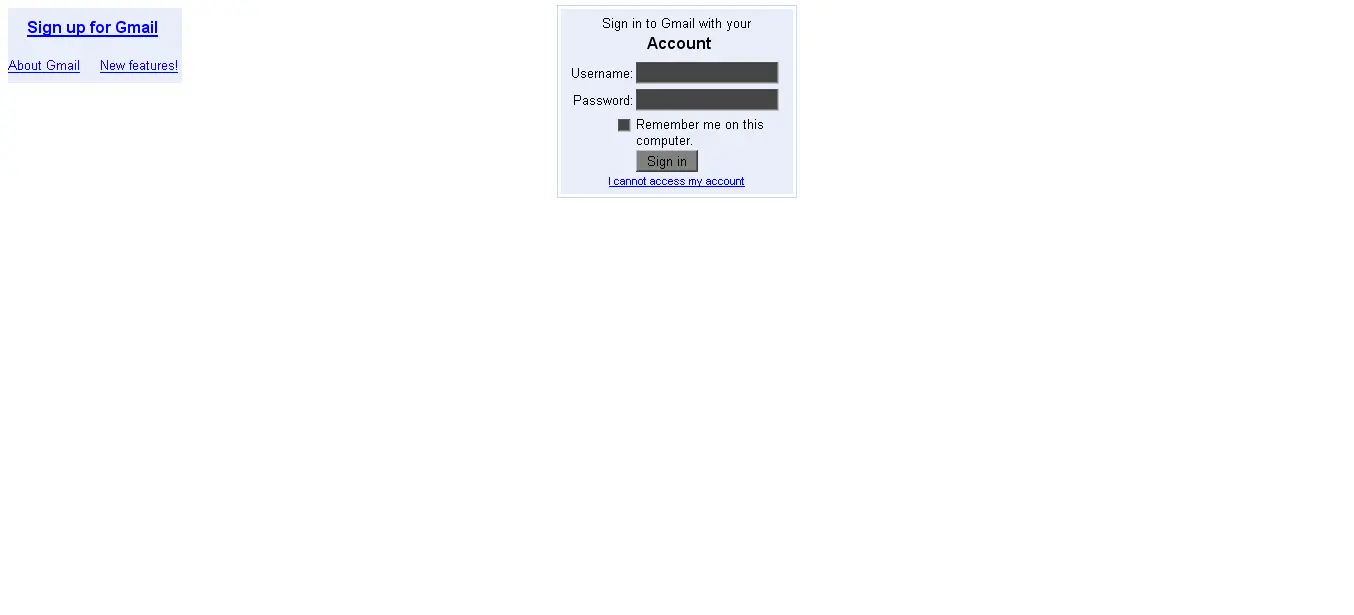 Sign up for Gmail
About Gmail New features!
Sign in to Gmail with your
Account
Username:
Password:
Remember me on this
computer.
Sign in
I cannot access my account